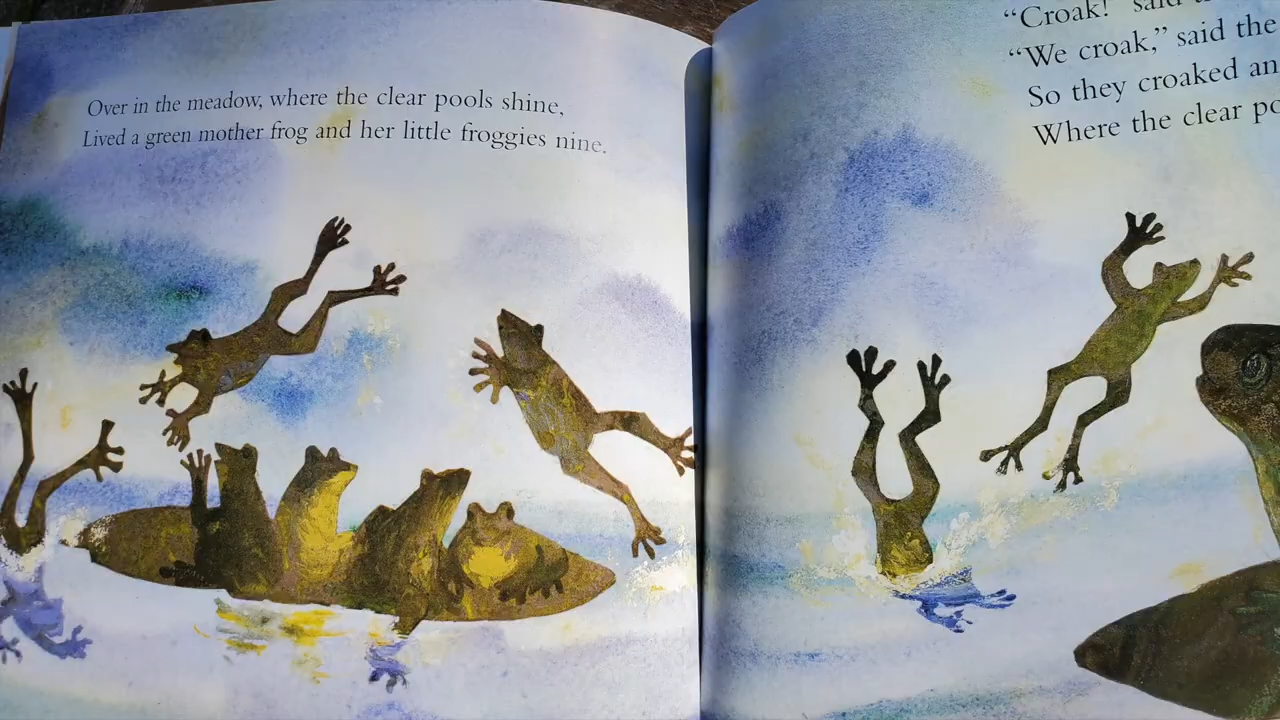 Over in the meadow, where the clear pools shine,
Lived a green mother frog and her little froggies nine.
“Croak!” said
“We croak,” said the
So they croaked an
Where the clear po